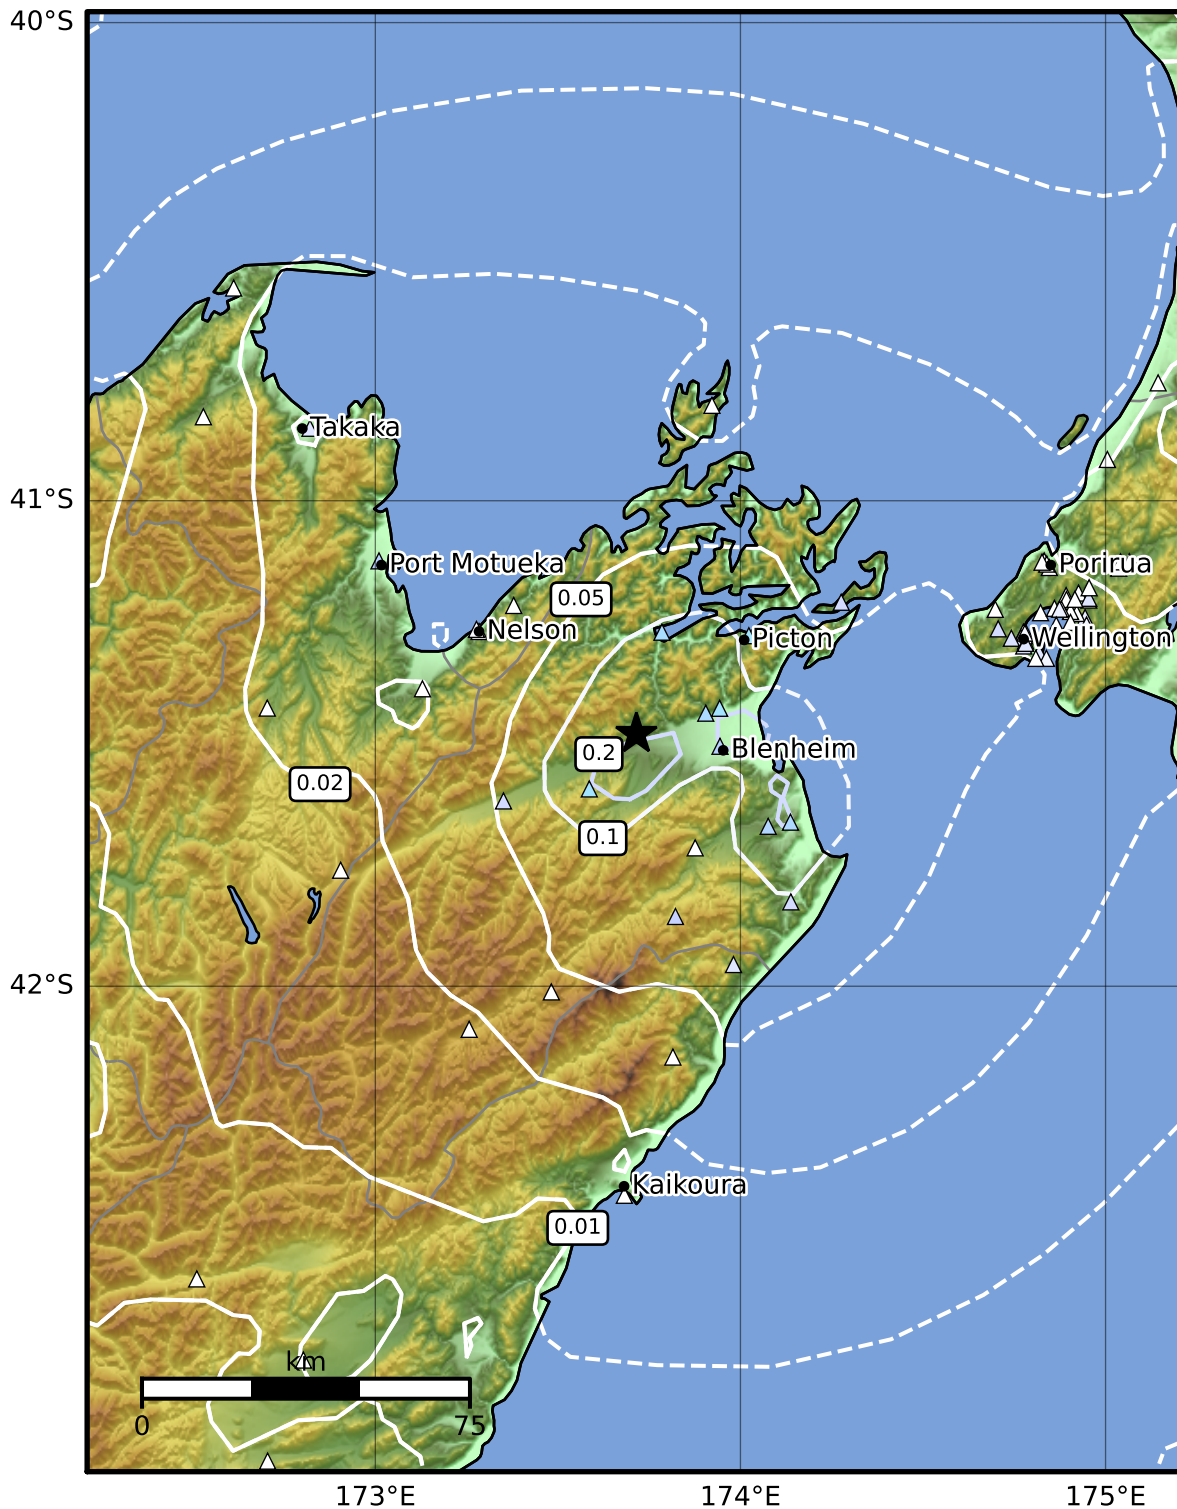 40°S
Takaka
41°S
Port Motueka
Porirua
0.05
Nelson
Picton
Wellington
Blenheim
0.2
0.02
0.1
42°S
Kaikoura
0.01
km
0
75
173°E
174°E
175°E